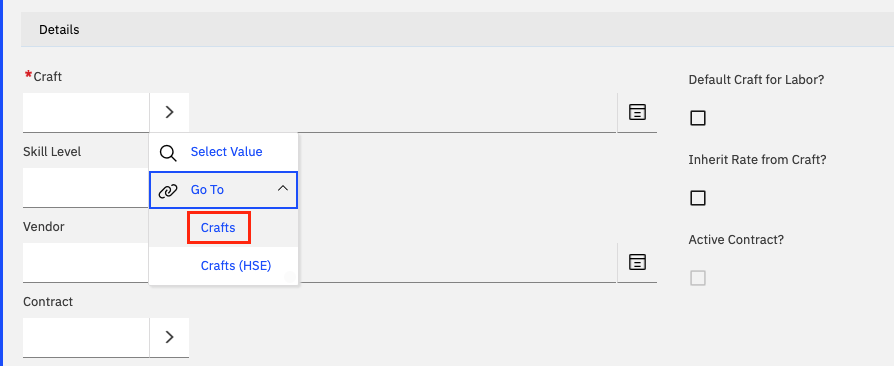 Details
*Craft
Default Craft for Labor?
Select Value
Skill Level
Inherit Rate from Craft?
Go To
Crafts
Vendor
Active Contract?
Crafts (HSE)
Contract